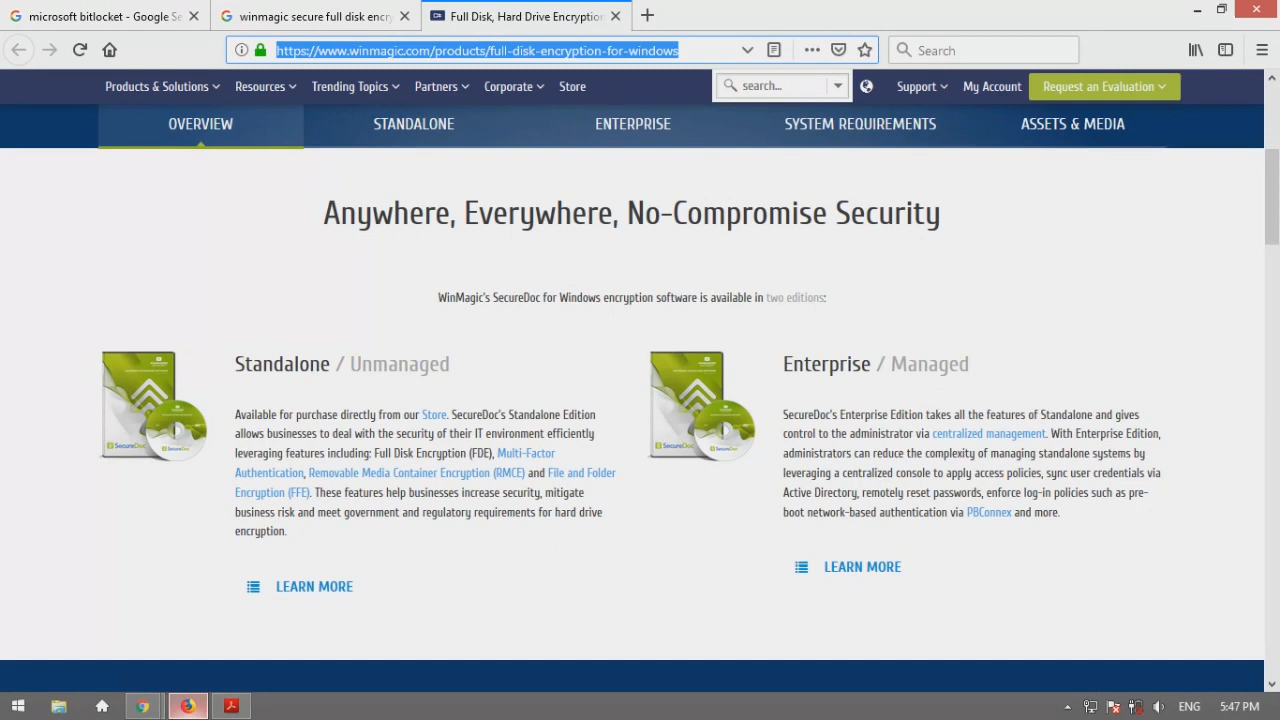 microsoft bitlocket - Google Se
winmagic secure full disk encry
Full Disk, Hard Drive Encryption
https://www.winmagic.com/products/full-disk-encryption-for-windows
Search
Products & Solutions
Resources
Trending Topics
Partners
Corporate
Store
search...
Support
My Account
Request an Evaluation
OVERVIEW
STANDALONE
ENTERPRISE
SYSTEM REQUIREMENTS
ASSETS & MEDIA
Anywhere, Everywhere, No-Compromise Security
WinMagic's SecureDoc for Windows encryption software is available in two editions:
Standalone / Unmanaged
Available for purchase directly from our Store. SecureDoc's Standalone Edition
allows businesses to deal with the security of their IT environment efficiently
leveraging features including: Full Disk Encryption (FDE), Multi-Factor
Authentication, Removable Media Container Encryption (RMCE) and File and Folder
Encryption (FFE). These features help businesses increase security, mitigate
business risk and meet government and regulatory requirements for hard drive
encryption.
LEARN MORE
SecureDoc
SecureDoc
Enterprise / Managed
SecureDoc's Enterprise Edition takes all the features of Standalone and gives
control to the administrator via centralized management. With Enterprise Edition,
administrators can reduce the complexity of managing standalone systems by
leveraging a centralized console to apply access policies, sync user credentials via
Active Directory, remotely reset passwords, enforce log-in policies such as pre-
boot network-based authentication via PBConnex and more.
LEARN MORE
SecureDoc
SecureDoc
ENG
5:47 PM